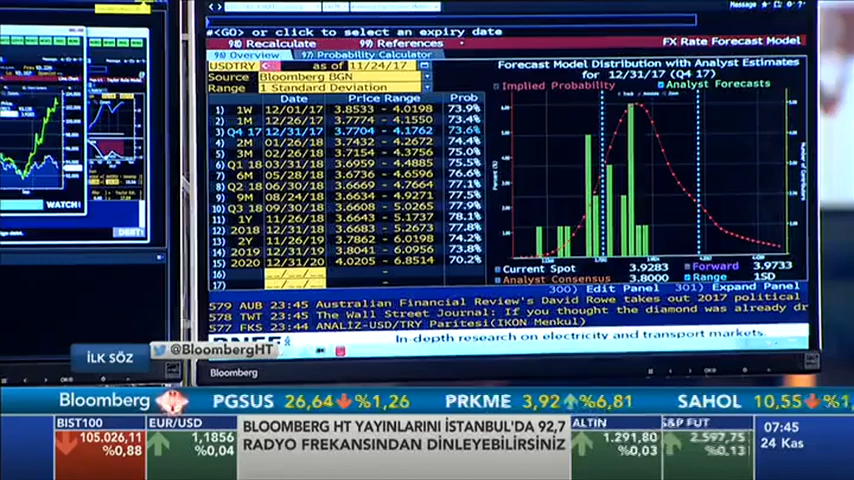 Message
#<GO> or click to select an expiry date
98) Recalculate 99) References FX Rate Forecast Model
96) Overview 97) Probability Calculator
USDTRY as of 11/24/17
Source Bloomberg BGN
Range 1 Standard Deviation
Forecast Model Distribution with Analyst Estimates
for 12/31/17 (Q4 17)
Implied Probability Analyst Forecasts
Date Price Range Prob
1) 1W 12/01/17 3.8533 - 4.0198 73.9%
2) 1M 12/26/17 3.7774 - 4.1550 73.4%
3) Q4 17 12/31/17 3.7704 - 4.1762 73.6%
4) 2M 01/26/18 3.7432 - 4.2672 74.4%
5) 3M 02/26/18 3.7154 - 4.3756 75.0%
6) Q1 18 03/31/18 3.6959 - 4.4885 75.5%
7) 6M 05/28/18 3.6736 - 4.6596 76.6%
8) Q2 18 06/30/18 3.6669 - 4.7664 77.1%
9) 9M 08/24/18 3.6634 - 4.9271 77.5%
10) Q3 18 09/30/18 3.6608 - 5.0265 77.9%
11) 1Y 11/26/18 3.6643 - 5.1737 78.1%
12) 2018 12/31/18 3.6683 - 5.2673 77.8%
13) 2Y 11/26/19 3.7862 - 6.0198 74.2%
14) 2019 12/31/19 3.8041 - 6.0956 73.8%
15) 2020 12/31/20 4.0205 - 6.8514 70.2%
16)
17)
Percent (%)
Number of Contributors
Current Spot 3.9283 Forward 3.9733
Analyst Consensus 3.8000 Range 1SD
300) Edit Panel 301) Expand Panel
579 AUB 23:45 Australian Financial Review's David Rowe takes out 2017 political
578 TWT 23:45 The Wall Street Journal: If you thought the diamond was already dr
577 FKS 23:44 ANALİZ-USD/TRY Paritesi(IKON Menkul)
In-depth research on electricity and transport markets.
WATCH!
DEBT!
Bloomberg
İLK SÖZ
@BloombergHT
Bloomberg HT PGSUS 26,64 %1,26 PRKME 3,92 %6,81 SAHOL 10,55 %1,
BIST100 105.026,11 %0,88
EUR/USD 1,1856 %0,04
BLOOMBERG HT YAYINLARINI İSTANBUL'DA 92,7
RADYO FREKANSINDAN DİNLEYEBİLİRSİNİZ
ALTIN 1.291,80 %0,03
S&P FUT 2.597,75 %0,13
07:45
24 Kas